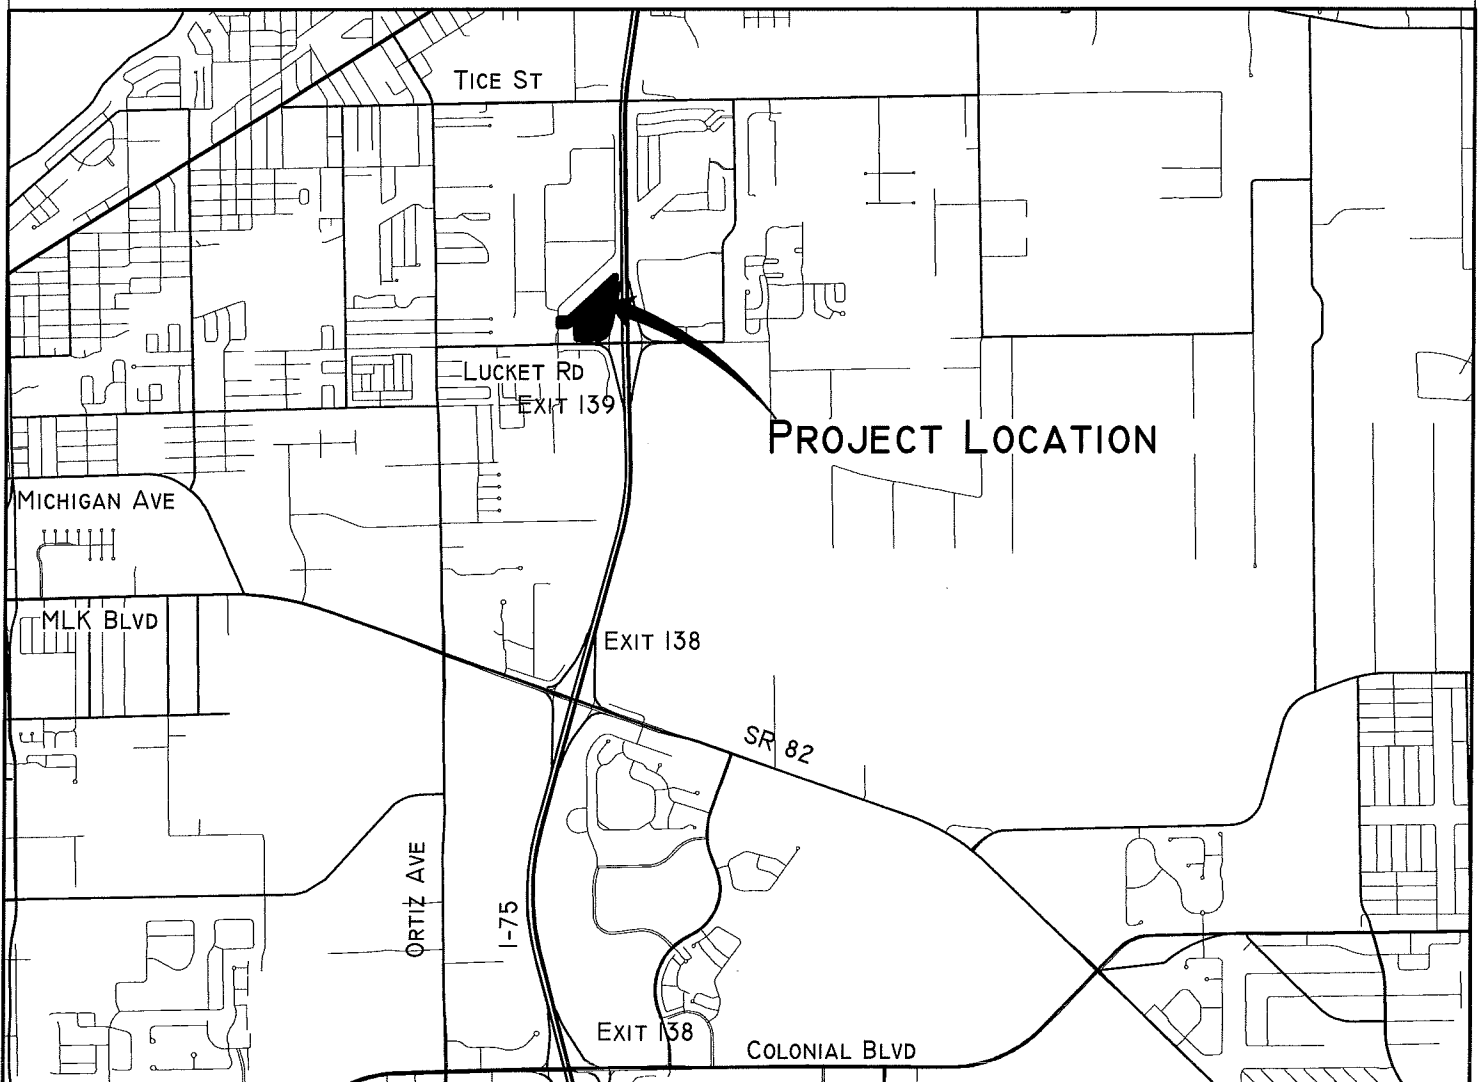 TICE ST
LUCKET RD
EXIT 139
PROJECT LOCATION
MICHIGAN AVE
MLK BLVD
EXIT 138
SR 82
ORTIZ AVE
I-75
EXIT 138
COLONIAL BLVD